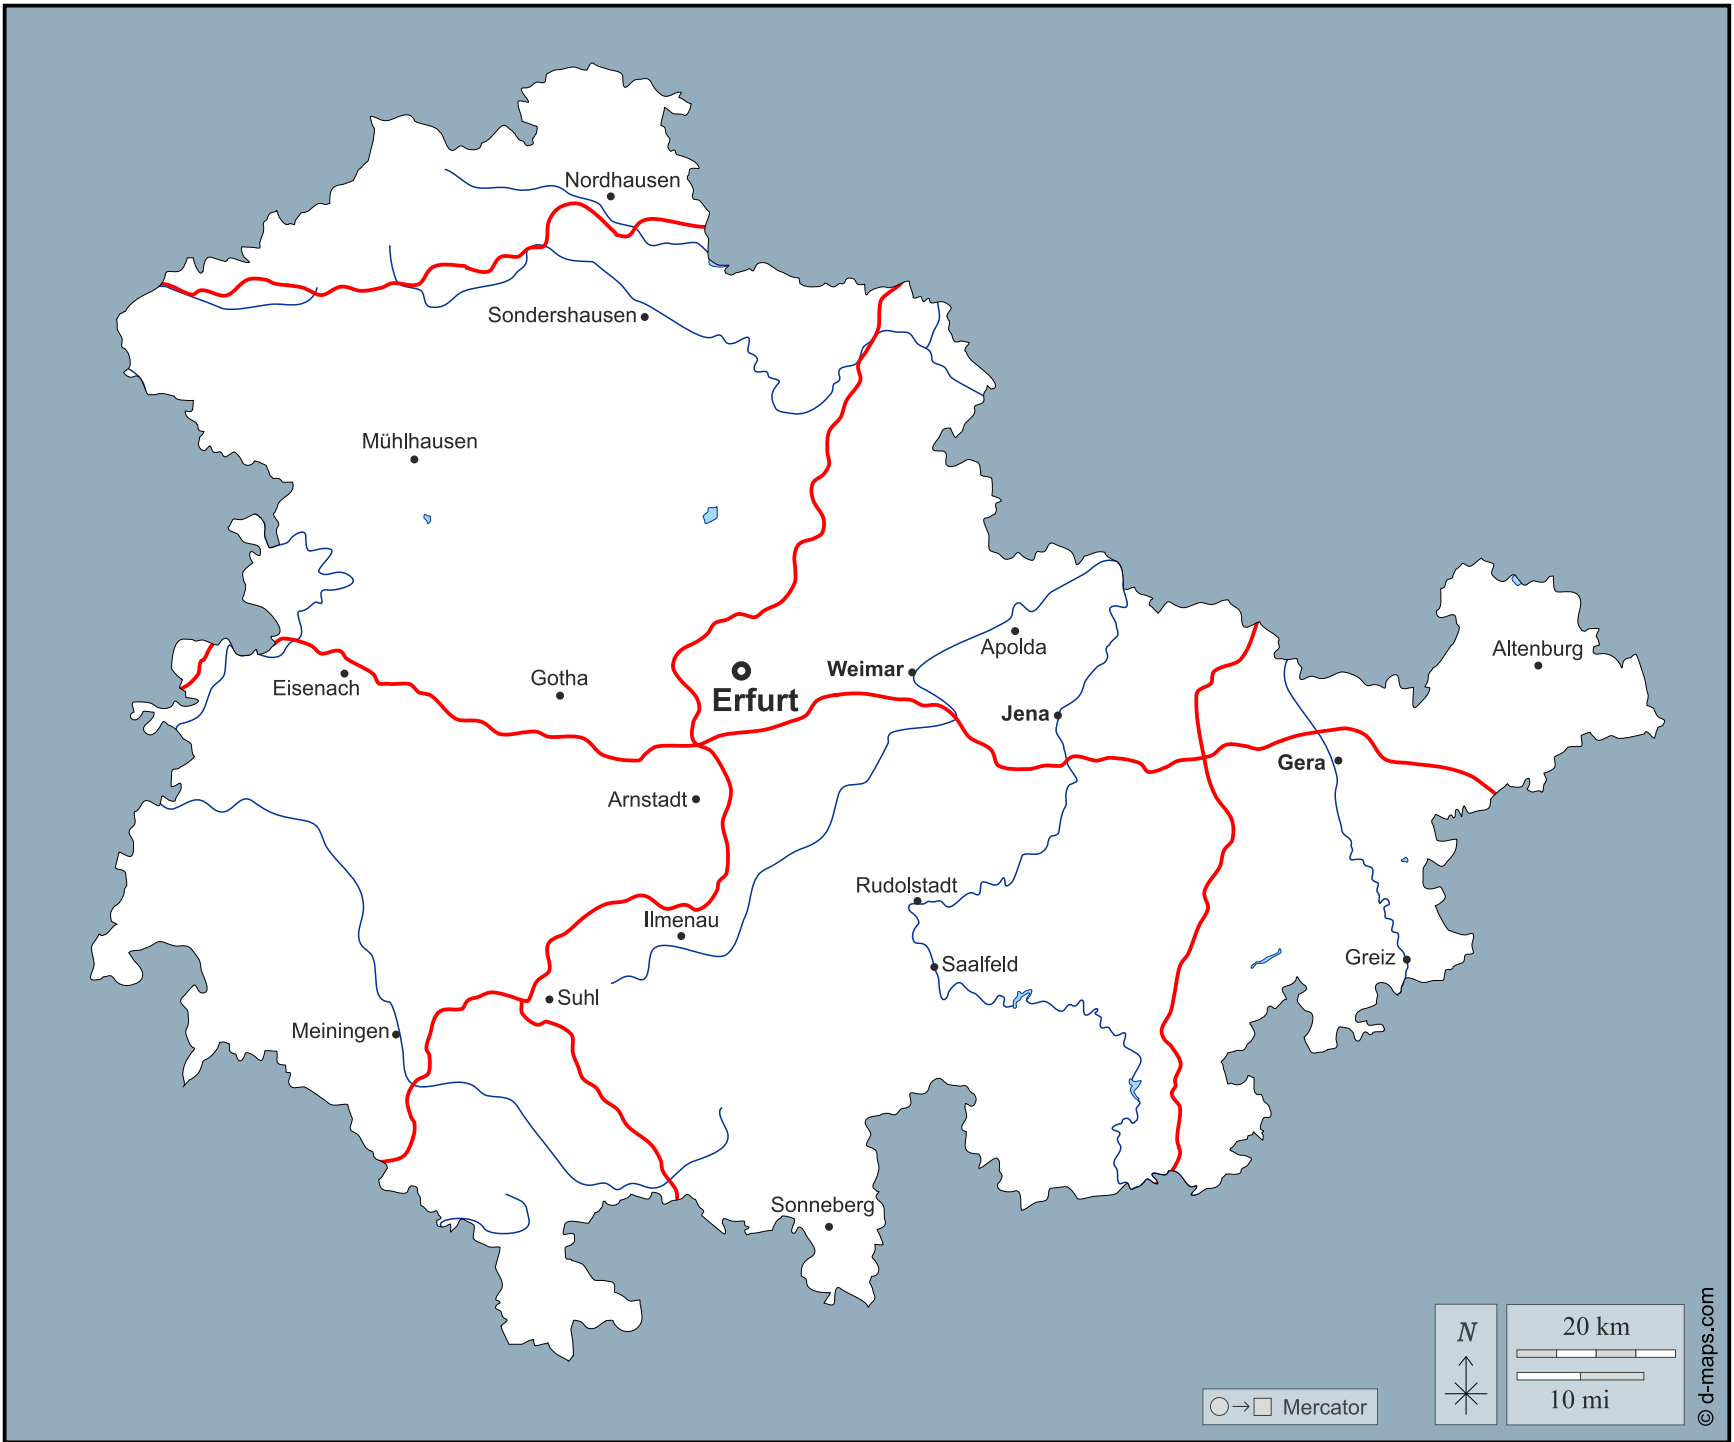 Nordhausen
Sondershausen
Mühlhausen
Apolda
Altenburg
Weimar
Eisenach
Gotha
Erfurt
Jena
Gera
Arnstadt
Rudolstadt
Ilmenau
Greiz
Saalfeld
Suhl
Meiningen
Sonneberg
N
20 km
10 mi
Mercator
© d-maps.com